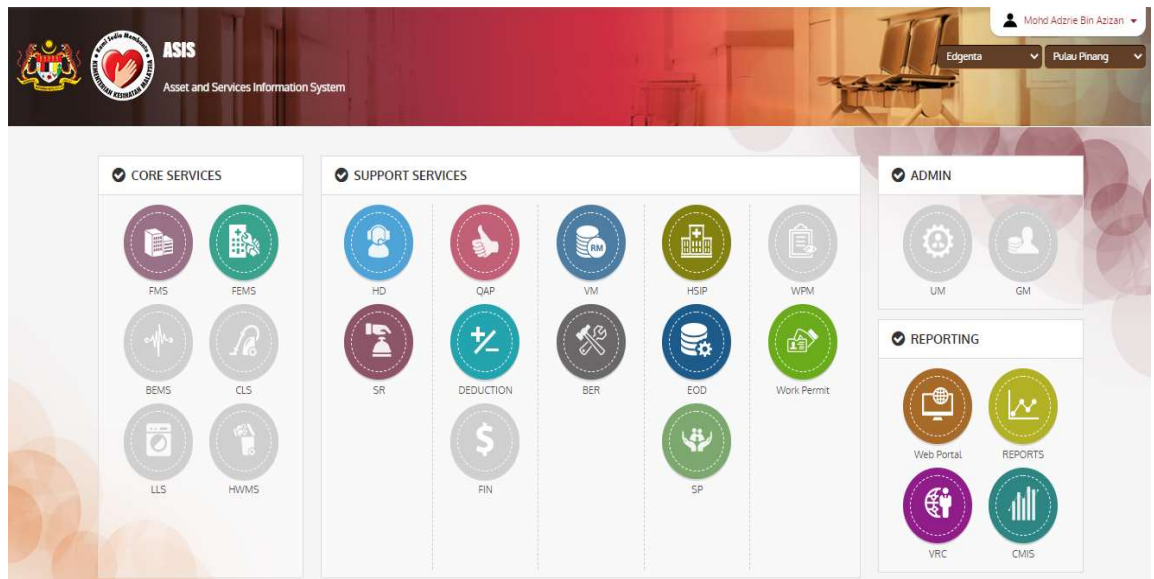 Mohd Adzrie Bin Azizan
ASIS
Edgenta
Pulau Pinang
Asset and Services Information System
CORE SERVICES
SUPPORT SERVICES
ADMIN
RM
FMS FEMS HD QAP VM HSIP WPM UM GM
REPORTING
BEMS CLS SR DEDUCTION BER EOD Work Permit
Web Portal REPORTS
LLS HWMS FIN SP
VRC CMIS